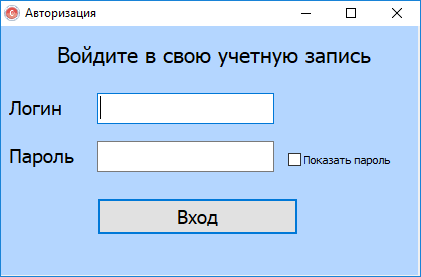 Авторизация
Войдите в свою учетную запись
Логин
Пароль
Показать пароль
Вход